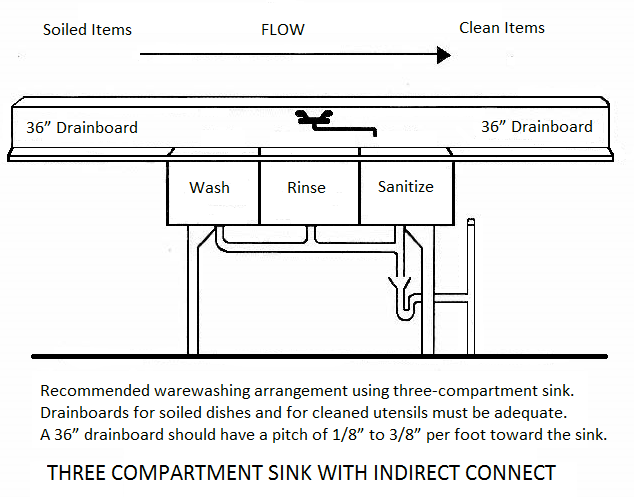 Soiled Items
FLOW
Clean Items
36” Drainboard
36” Drainboard
Wash
Rinse
Sanitize
Recommended warewashing arrangement using three-compartment sink.
Drainboards for soiled dishes and for cleaned utensils must be adequate.
A 36” drainboard should have a pitch of 1/8” to 3/8” per foot toward the sink.
THREE COMPARTMENT SINK WITH INDIRECT CONNECT